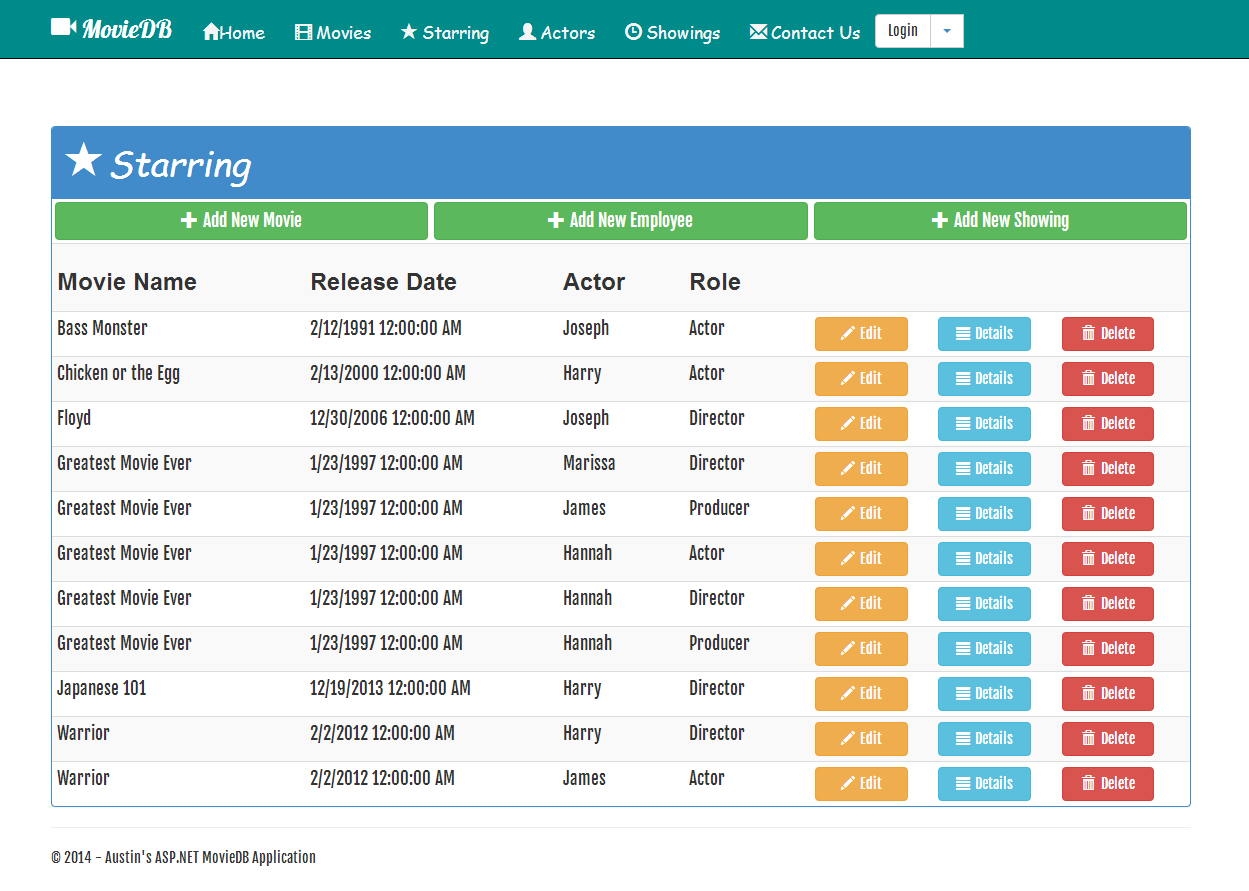 MovieDB Home Movies Starring Actors Showings Contact Us Login
Starring
Add New Movie Add New Employee Add New Showing
Movie Name Release Date Actor Role
Bass Monster 2/12/1991 12:00:00 AM Joseph Actor Edit Details Delete
Chicken or the Egg 2/13/2000 12:00:00 AM Harry Actor Edit Details Delete
Floyd 12/30/2006 12:00:00 AM Joseph Director Edit Details Delete
Greatest Movie Ever 1/23/1997 12:00:00 AM Marissa Director Edit Details Delete
Greatest Movie Ever 1/23/1997 12:00:00 AM James Producer Edit Details Delete
Greatest Movie Ever 1/23/1997 12:00:00 AM Hannah Actor Edit Details Delete
Greatest Movie Ever 1/23/1997 12:00:00 AM Hannah Director Edit Details Delete
Greatest Movie Ever 1/23/1997 12:00:00 AM Hannah Producer Edit Details Delete
Japanese 101 12/19/2013 12:00:00 AM Harry Director Edit Details Delete
Warrior 2/2/2012 12:00:00 AM Harry Director Edit Details Delete
Warrior 2/2/2012 12:00:00 AM James Actor Edit Details Delete
© 2014 - Austin's ASP.NET MovieDB Application